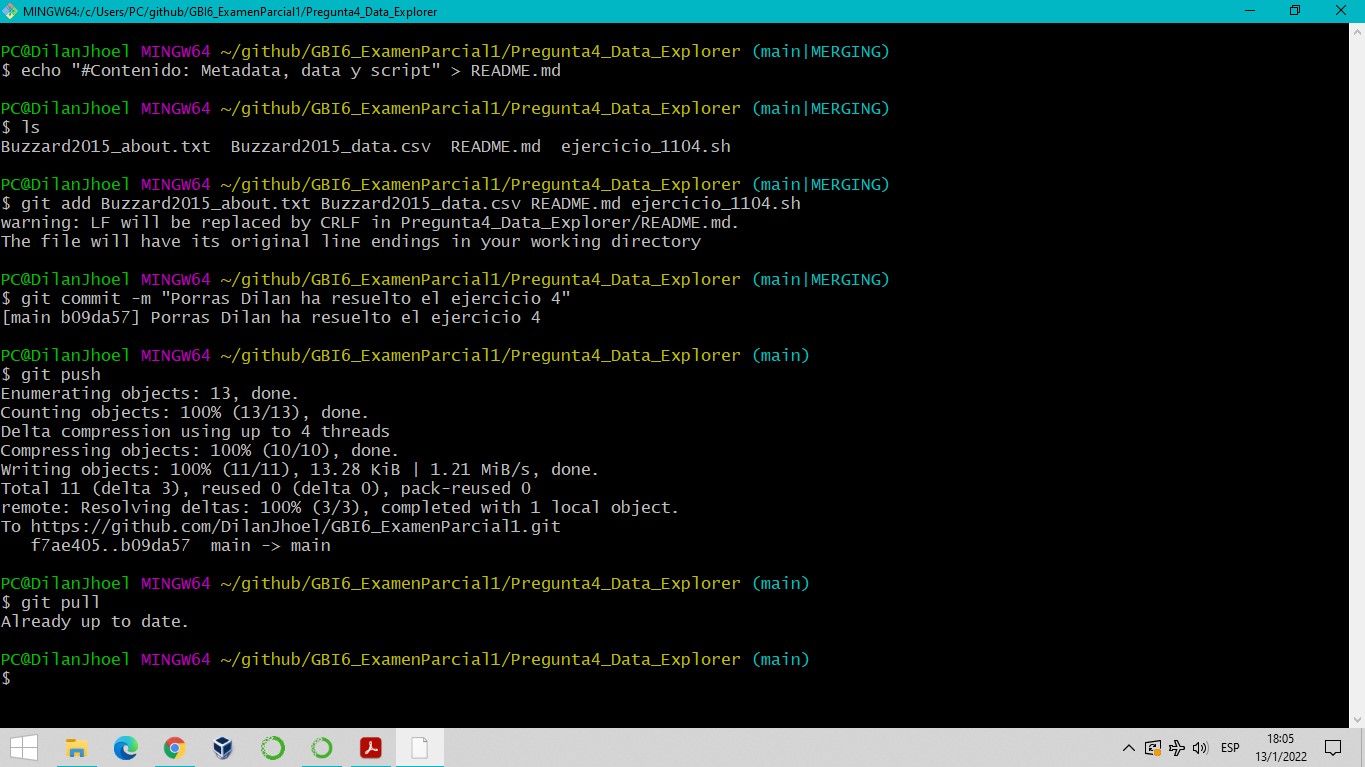 MINGW64:/c/Users/PC/github/GBI6_ExamenParcial1/Pregunta4_Data_Explorer
PC@DilanJhoel MINGW64 ~/github/GBI6_ExamenParcial1/Pregunta4_Data_Explorer (main|MERGING)
$ echo "#Contenido: Metadata, data y script" > README.md
PC@DilanJhoel MINGW64 ~/github/GBI6_ExamenParcial1/Pregunta4_Data_Explorer (main|MERGING)
$ ls
Buzzard2015_about.txt  Buzzard2015_data.csv  README.md  ejercicio_1104.sh
PC@DilanJhoel MINGW64 ~/github/GBI6_ExamenParcial1/Pregunta4_Data_Explorer (main|MERGING)
$ git add Buzzard2015_about.txt Buzzard2015_data.csv README.md ejercicio_1104.sh
warning: LF will be replaced by CRLF in Pregunta4_Data_Explorer/README.md.
The file will have its original line endings in your working directory
PC@DilanJhoel MINGW64 ~/github/GBI6_ExamenParcial1/Pregunta4_Data_Explorer (main|MERGING)
$ git commit -m "Porras Dilan ha resuelto el ejercicio 4"
[main b09da57] Porras Dilan ha resuelto el ejercicio 4
PC@DilanJhoel MINGW64 ~/github/GBI6_ExamenParcial1/Pregunta4_Data_Explorer (main)
$ git push
Enumerating objects: 13, done.
Counting objects: 100% (13/13), done.
Delta compression using up to 4 threads
Compressing objects: 100% (10/10), done.
Writing objects: 100% (11/11), 13.28 KiB | 1.21 MiB/s, done.
Total 11 (delta 3), reused 0 (delta 0), pack-reused 0
remote: Resolving deltas: 100% (3/3), completed with 1 local object.
To https://github.com/DilanJhoel/GBI6_ExamenParcial1.git
   f7ae405..b09da57  main -> main
PC@DilanJhoel MINGW64 ~/github/GBI6_ExamenParcial1/Pregunta4_Data_Explorer (main)
$ git pull
Already up to date.
PC@DilanJhoel MINGW64 ~/github/GBI6_ExamenParcial1/Pregunta4_Data_Explorer (main)
$
ESP
18:05
13/1/2022